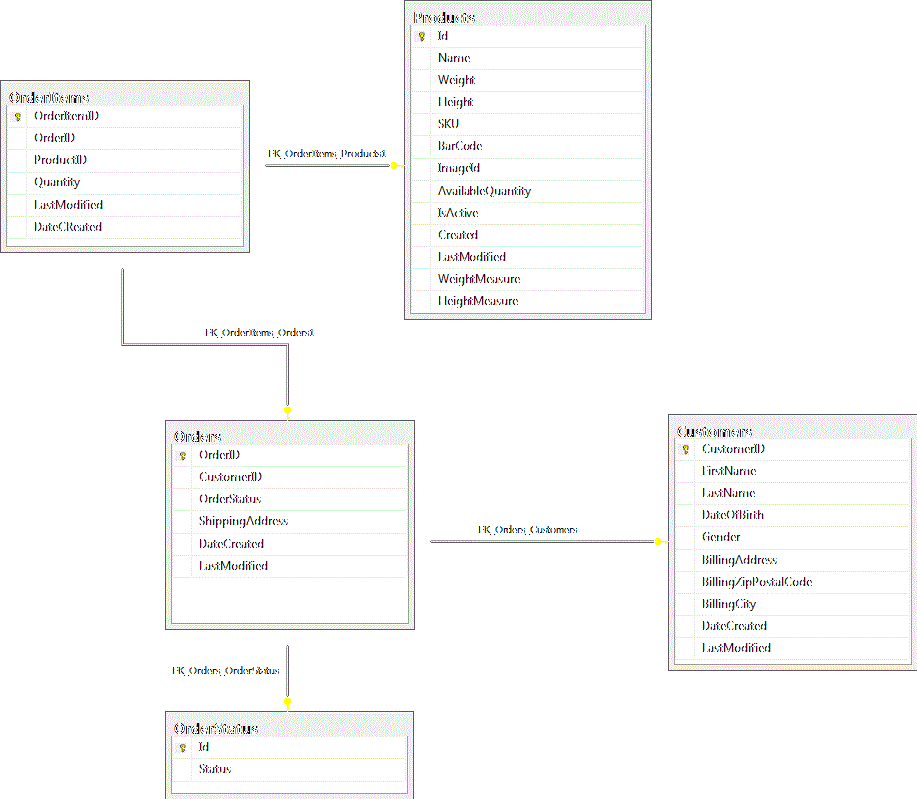 Products
Id
Name
Weight
Height
SKU
BarCode
ImageId
AvailableQuantity
IsActive
Created
LastModified
WeightMeasure
HeightMeasure
OrderItems
OrderItemID
OrderID
ProductID
Quantity
LastModified
DateCReated
FK_OrderItems_Products1
FK_OrderItems_Orders1
Orders
OrderID
CustomerID
OrderStatus
ShippingAddress
DateCreated
LastModified
FK_Orders_Customers
Customers
CustomerID
FirstName
LastName
DateOfBirth
Gender
BillingAddress
BillingZipPostalCode
BillingCity
DateCreated
LastModified
FK_Orders_OrderStatus
OrderStatus
Id
Status